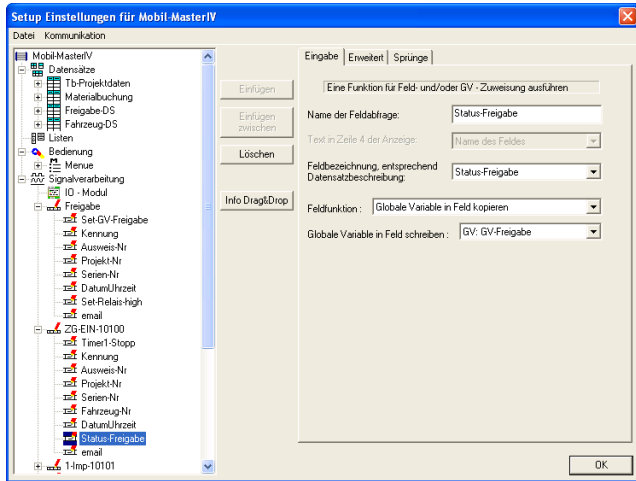 Setup Einstellungen für Mobil-MasterIV
Datei Kommunikation
Mobil-MasterIV
Datensätze
Tb-Projektdaten
Materialbuchung
Freigabe-DS
Fahrzeug-DS
Listen
Bedienung
Menue
Signalverarbeitung
IO - Modul
Freigabe
Set-GV-Freigabe
Kennung
Ausweis-Nr
Projekt-Nr
Serien-Nr
DatumUhrzeit
Set-Relais-high
email
ZG-EIN-10100
Timer1-Stopp
Kennung
Ausweis-Nr
Projekt-Nr
Serien-Nr
Fahrzeug-Nr
DatumUhrzeit
Status-Freigabe
email
1-Imp-10101
Einfügen
Einfügen
zwischen
Löschen
Info Drag&Drop
Eingabe Erweitert Sprünge
Eine Funktion für Feld- und/oder GV - Zuweisung ausführen
Name der Feldabfrage: Status-Freigabe
Text in Zeile 4 der Anzeige: Name des Feldes
Feldbezeichnung, entsprechend
Datensatzbeschreibung: Status-Freigabe
Feldfunktion : Globale Variable in Feld kopieren
Globale Variable in Feld schreiben : GV: GV-Freigabe
OK